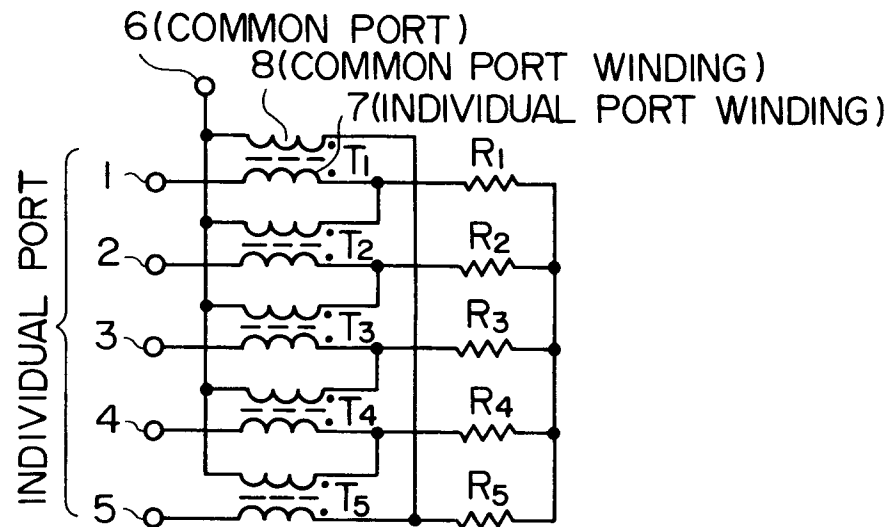 6(COMMON PORT)
8(COMMON PORT WINDING)
7(INDIVIDUAL PORT WINDING)
INDIVIDUAL PORT
1
T1
R1
2
T2
R2
3
T3
R3
4
T4
R4
5
T5
R5